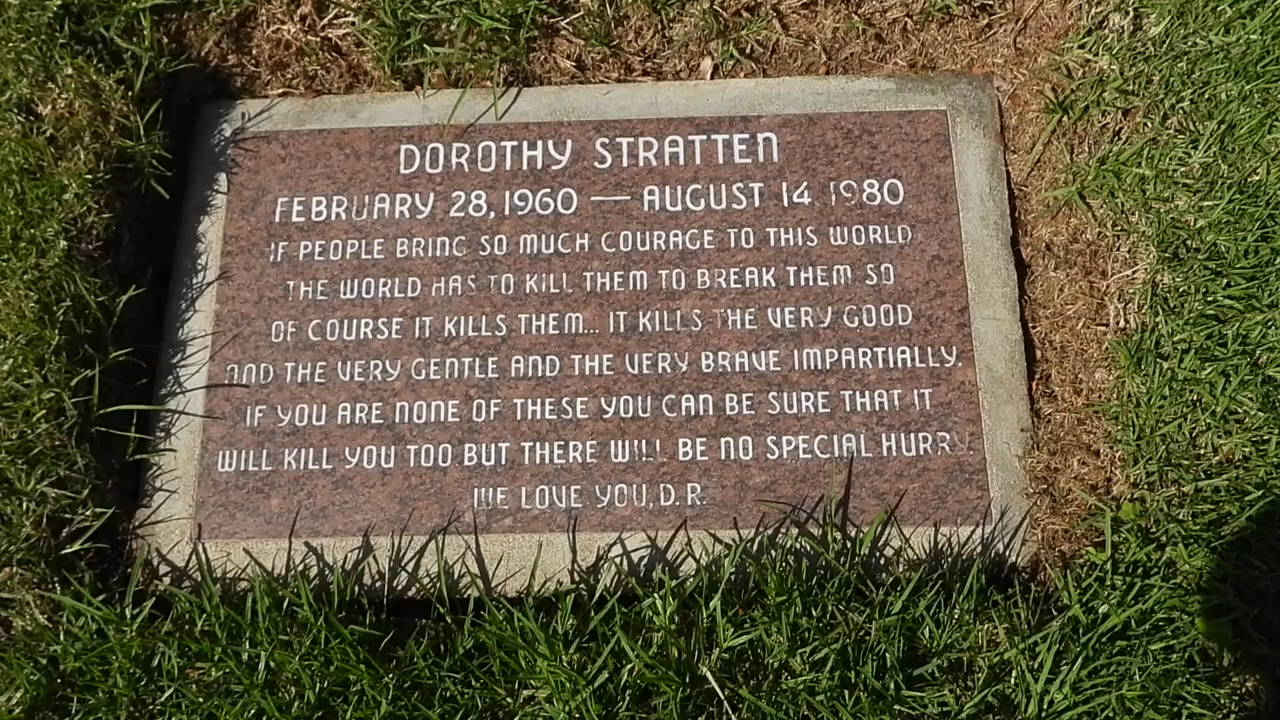 DOROTHY STRATTEN
FEBRUARY 28, 1960 — AUGUST 14, 1980
IF PEOPLE BRING SO MUCH COURAGE TO THIS WORLD
THE WORLD HAS TO KILL THEM TO BREAK THEM, SO
OF COURSE IT KILLS THEM... IT KILLS THE VERY GOOD
AND THE VERY GENTLE AND THE VERY BRAVE IMPARTIALLY.
IF YOU ARE NONE OF THESE YOU CAN BE SURE THAT IT
WILL KILL YOU TOO BUT THERE WILL BE NO SPECIAL HURRY.
WE LOVE YOU, D.R.